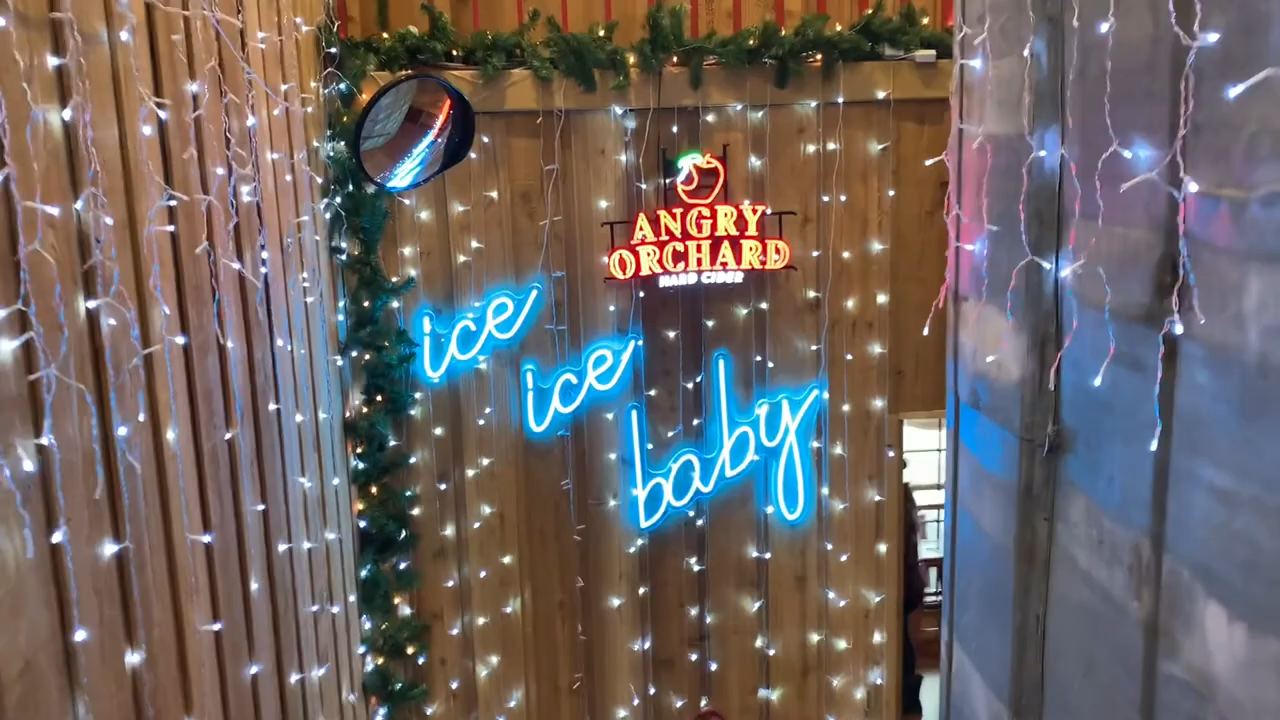 ANGRY
ORCHARD
HARD CIDER
ice
ice
baby